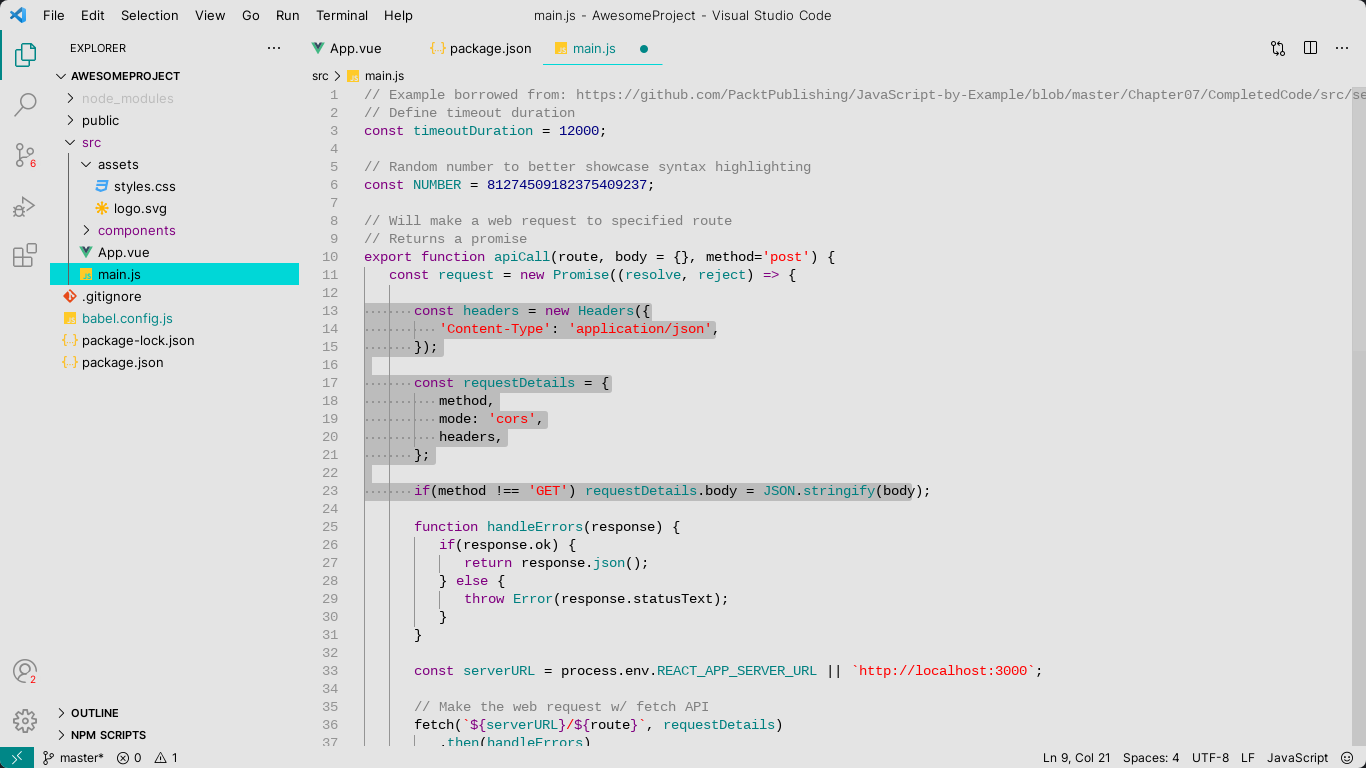 File Edit Selection View Go Run Terminal Help
main.js - AwesomeProject - Visual Studio Code
EXPLORER
App.vue
package.json
main.js
AWESOMEPROJECT
node_modules
public
src
assets
styles.css
logo.svg
components
App.vue
main.js
.gitignore
babel.config.js
package-lock.json
package.json
6
2
OUTLINE
NPM SCRIPTS
src main.js
1 // Example borrowed from: https://github.com/PacktPublishing/JavaScript-by-Example/blob/master/Chapter07/CompletedCode/src/se
2 // Define timeout duration
3 const timeoutDuration = 12000;
4
5 // Random number to better showcase syntax highlighting
6 const NUMBER = 81274509182375409237;
7
8 // Will make a web request to specified route
9 // Returns a promise
10 export function apiCall(route, body = {}, method='post') {
11 const request = new Promise((resolve, reject) => {
12
13 const headers = new Headers({
14 'Content-Type': 'application/json',
15 });
16
17 const requestDetails = {
18 method,
19 mode: 'cors',
20 headers,
21 };
22
23 if(method !== 'GET') requestDetails.body = JSON.stringify(body);
24
25 function handleErrors(response) {
26 if(response.ok) {
27 return response.json();
28 } else {
29 throw Error(response.statusText);
30 }
31 }
32
33 const serverURL = process.env.REACT_APP_SERVER_URL || `http://localhost:3000`;
34
35 // Make the web request w/ fetch API
36 fetch(`${serverURL}/${route}`, requestDetails)
37 .then(handleErrors)
master* 0 1
Ln 9, Col 21 Spaces: 4 UTF-8 LF JavaScript